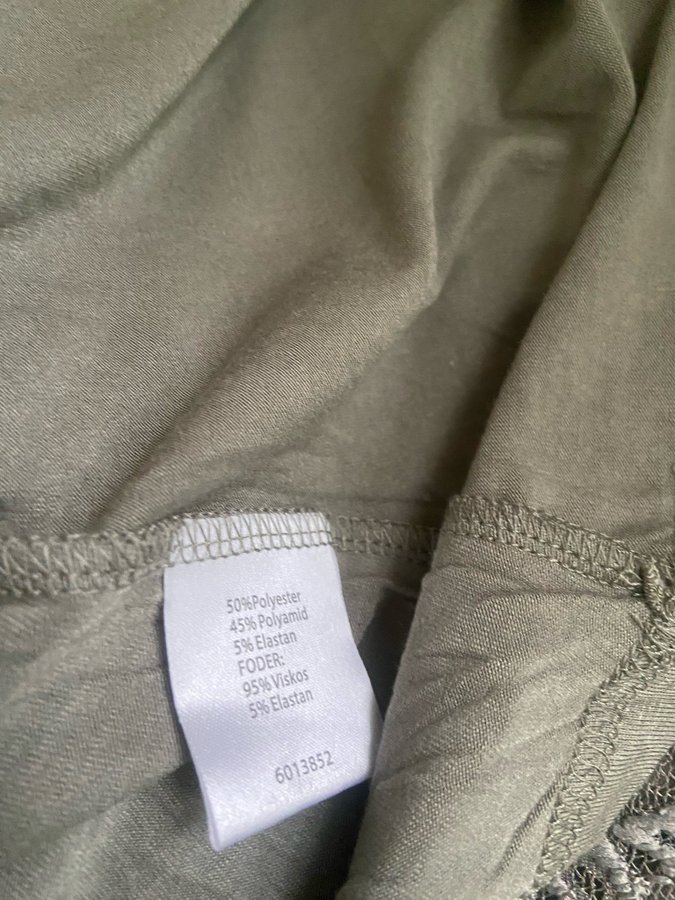 50%Polyester
45% Polyamid
5% Elastan
FODER:
95% Viskos
5% Elastan
6013852